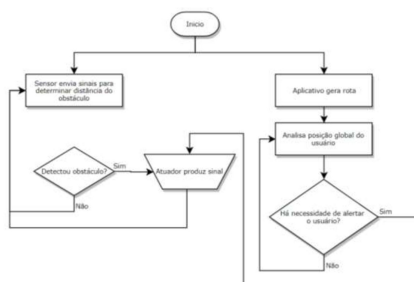 Inicio
Sensor envia sinais para
determinar distância do
obstáculo
Aplicativo gera rota
Analisa posição global do
usuário
Detectou obstáculo?
Sim
Atuador produz sinal
Não
Há necessidade de alertar
o usuário?
Sim
Não